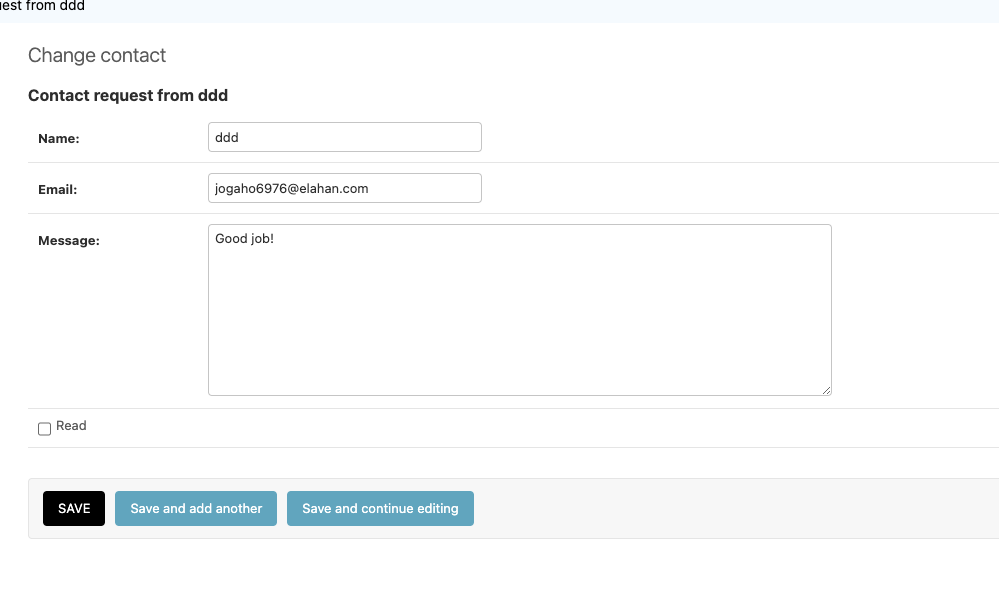 est from ddd
Change contact
Contact request from ddd
Name:
ddd
Email:
jogaho6976@elahan.com
Message:
Good job!
Read
SAVE
Save and add another
Save and continue editing